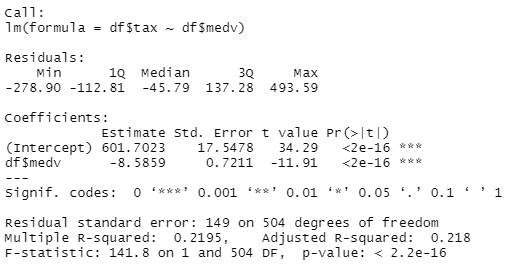 Call:
lm(formula = df$tax ~ df$medv)
Residuals:
Min 1Q Median 3Q Max
-278.90 -112.81 -45.79 137.28 493.59
Coefficients:
Estimate Std. Error t value Pr(>|t|)
(Intercept) 601.7023 17.5478 34.29 <2e-16 ***
df$medv -8.5859 0.7211 -11.91 <2e-16 ***
---
Signif. codes: 0 ‘***’ 0.001 ‘**’ 0.01 ‘*’ 0.05 ‘.’ 0.1 ‘ ’ 1
Residual standard error: 149 on 504 degrees of freedom
Multiple R-squared: 0.2195, Adjusted R-squared: 0.218
F-statistic: 141.8 on 1 and 504 DF, p-value: < 2.2e-16